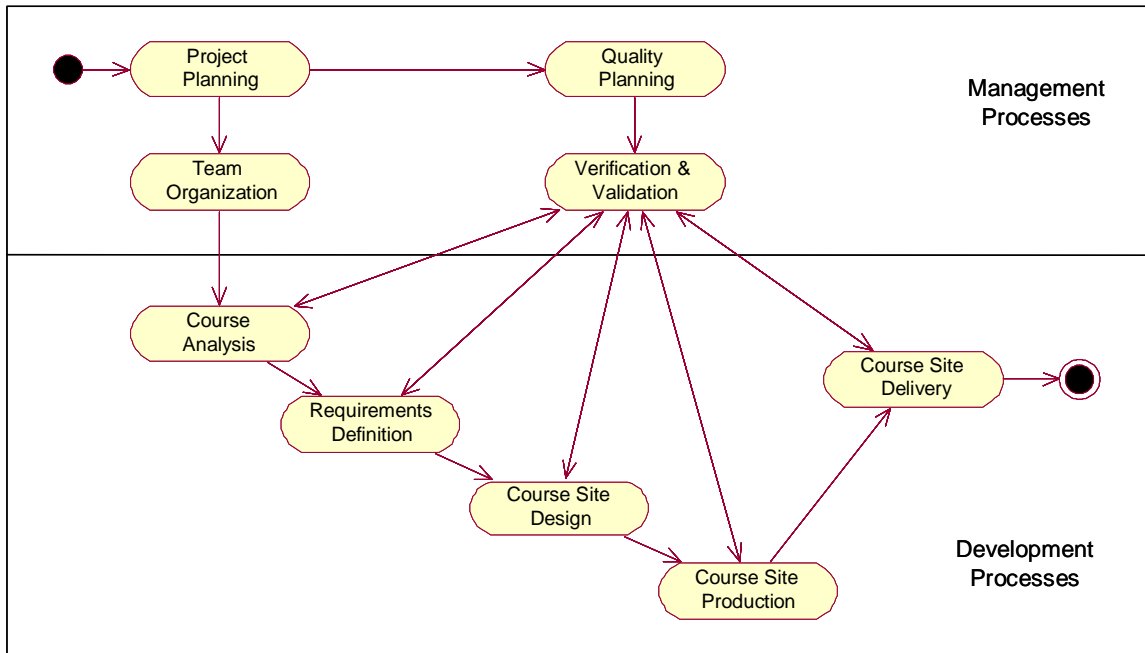 Project
Planning
Quality
Planning
Management
Processes
Team
Organization
Verification &
Validation
Course
Analysis
Course Site
Delivery
Requirements
Definition
Course Site
Design
Development
Processes
Course Site
Production